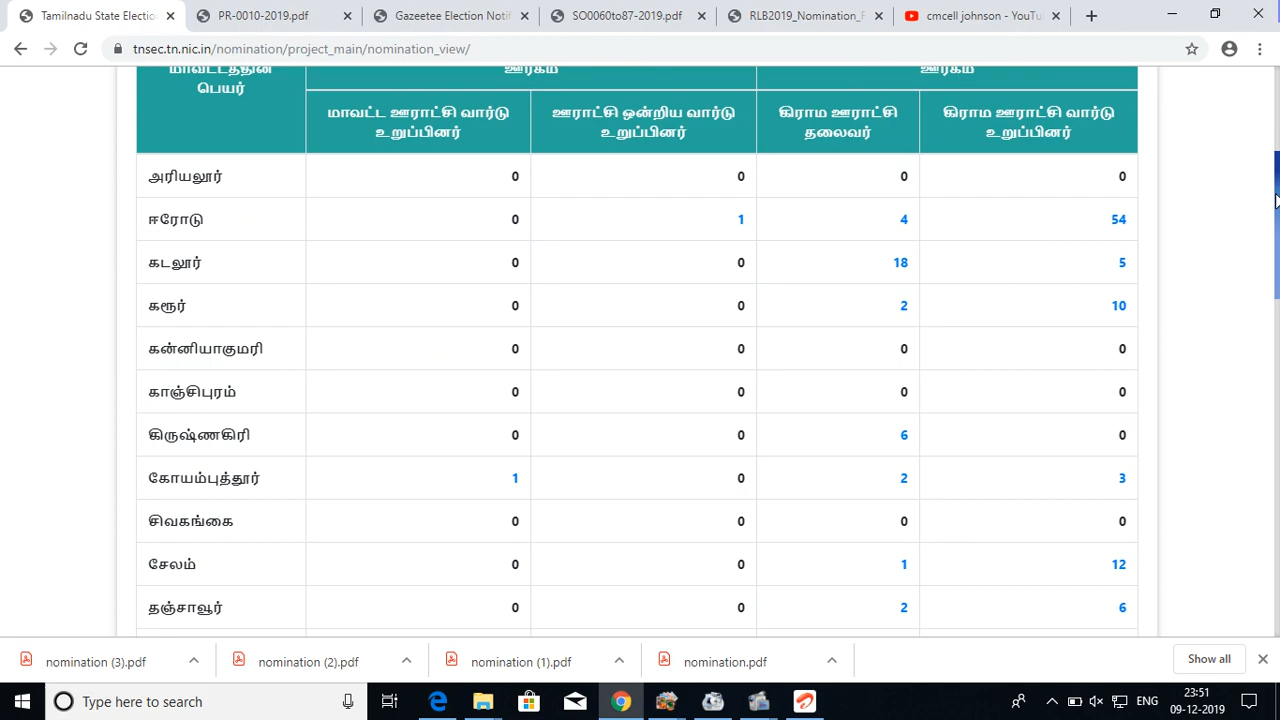 Tamilnadu State Electio
PR-0010-2019.pdf
Gazeetee Election Notif
SO0060to87-2019.pdf
RLB2019_Nomination_F
cmcell johnson - YouTu
tnsec.tn.nic.in/nomination/project_main/nomination_view/
மாவட்டத்தின் ஊரகம் ஊரகம்
பெயர்
மாவட்ட ஊராட்சி வார்டு உறுப்பினர்
ஊராட்சி ஒன்றிய வார்டு உறுப்பினர்
கிராம ஊராட்சி தலைவர்
கிராம ஊராட்சி வார்டு உறுப்பினர்
அரியலூர் 0 0 0 0
ஈரோடு 0 1 4 54
கடலூர் 0 0 18 5
கரூர் 0 0 2 10
கன்னியாகுமரி 0 0 0 0
காஞ்சிபுரம் 0 0 0 0
கிருஷ்ணகிரி 0 0 6 0
கோயம்புத்தூர் 1 0 2 3
சிவகங்கை 0 0 0 0
சேலம் 0 0 1 12
தஞ்சாவூர் 0 0 2 6
nomination (3).pdf
nomination (2).pdf
nomination (1).pdf
nomination.pdf
Show all
Type here to search
ENG
23:51
09-12-2019